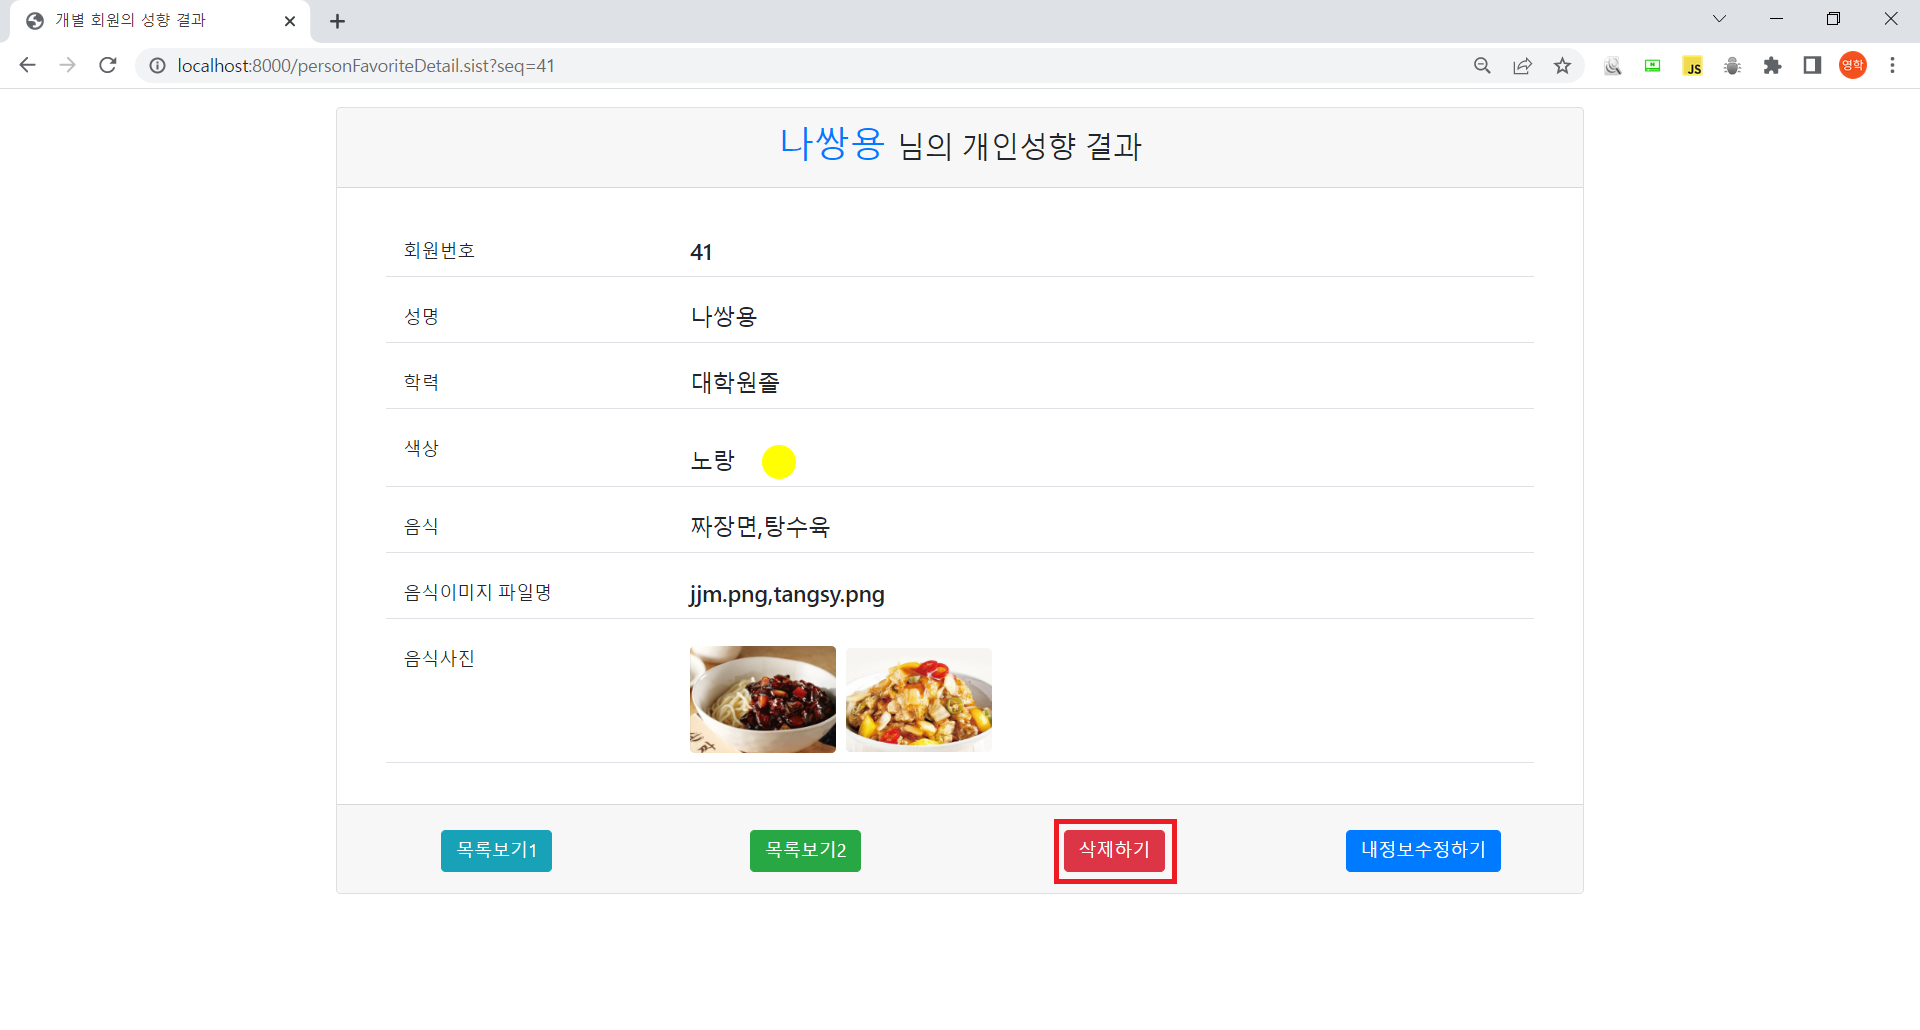 개별 회원의 성향 결과
localhost:8000/personFavoriteDetail.sist?seq=41
JS
영학
나쌍용 님의 개인성향 결과
회원번호 41
성명 나쌍용
학력 대학원졸
색상 노랑
음식 짜장면,탕수육
음식이미지 파일명 jjm.png,tangsy.png
음식사진
목록보기1 목록보기2 삭제하기 내정보수정하기